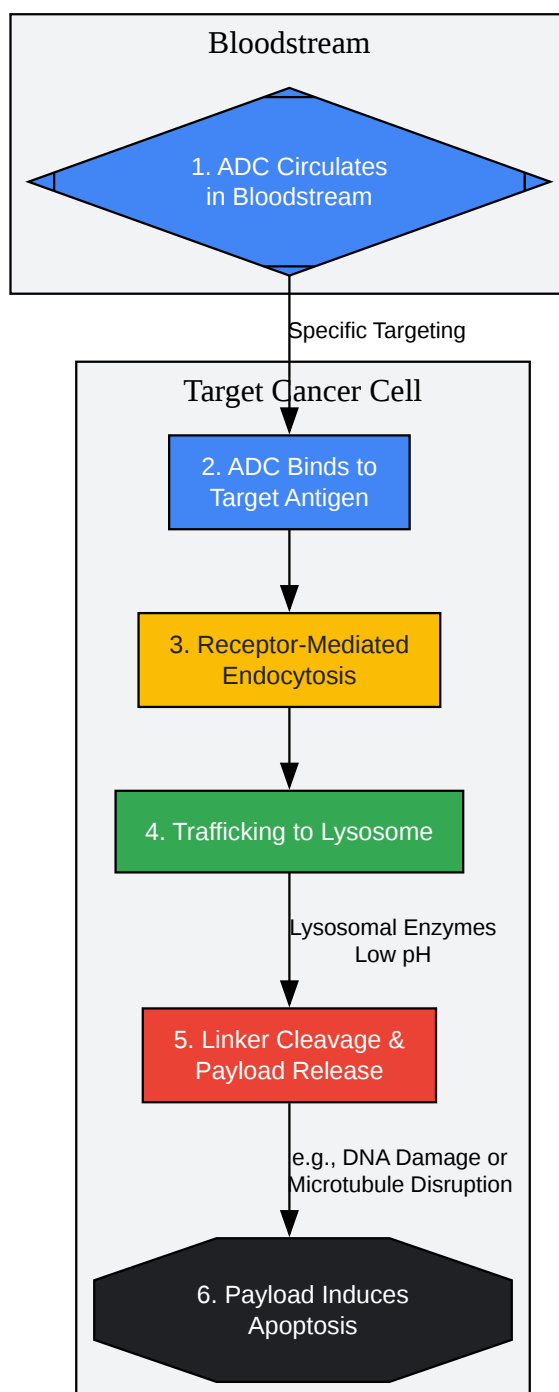 Bloodstream
1. ADC Circulates
in Bloodstream
Specific Targeting
Target Cancer Cell
2. ADC Binds to
Target Antigen
3. Receptor-Mediated
Endocytosis
4. Trafficking to Lysosome
Lysosomal Enzymes
Low pH
5. Linker Cleavage &
Payload Release
e.g., DNA Damage or
Microtubule Disruption
6. Payload Induces
Apoptosis